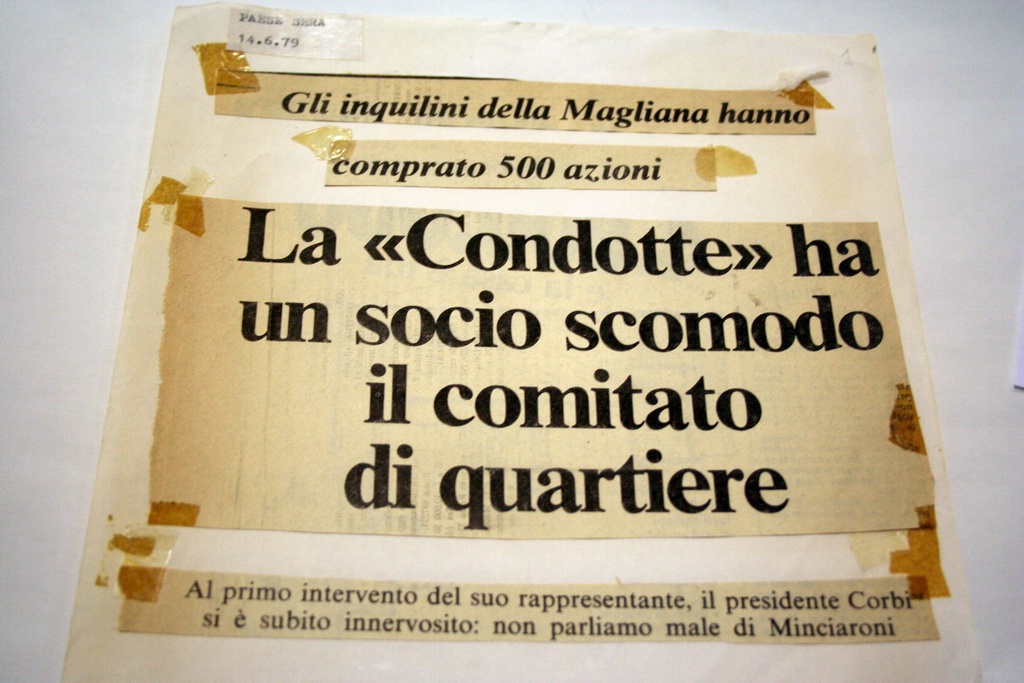 PAESE SERA
14.6.79
1
Gli inquilini della Magliana hanno
comprato 500 azioni
La «Condotte» ha
un socio scomodo
il comitato
di quartiere
Al primo intervento del suo rappresentante, il presidente Corbi
si è subito innervosito: non parliamo male di Minciaroni